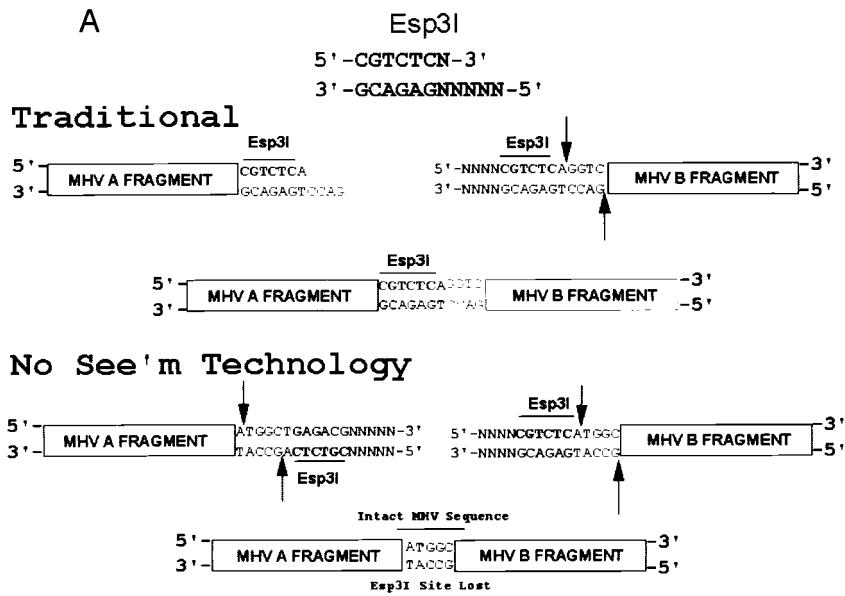 A
Esp3I
5'-CGTCTCN-3'
3'-GCAGAGNNNNN-5'
Traditional
Esp3I
5'- MHV A FRAGMENT CGTCTCA
3'- GCAGAGTCCAG
Esp3I
5'-NNNNCGTCTCAGGTC MHV B FRAGMENT -3'
3'-NNNNGCAGAGTCCAG -5'
Esp3I
5'- MHV A FRAGMENT CGTCTCAGGTC MHV B FRAGMENT -3'
3'- GCAGAGTCCAG -5'
No See'm Technology
5'- MHV A FRAGMENT ATGGCTGAGACGNNNNN-3'
3'- TACCGACTCTGCNNNNN-5'
Esp3I
Esp3I
5'-NNNNCGTCTCATGGC MHV B FRAGMENT -3'
3'-NNNNGCAGAGTACCG -5'
Intact MHV Sequence
5'- MHV A FRAGMENT ATGGC MHV B FRAGMENT -3'
3'- TACCG -5'
Esp3I Site Lost